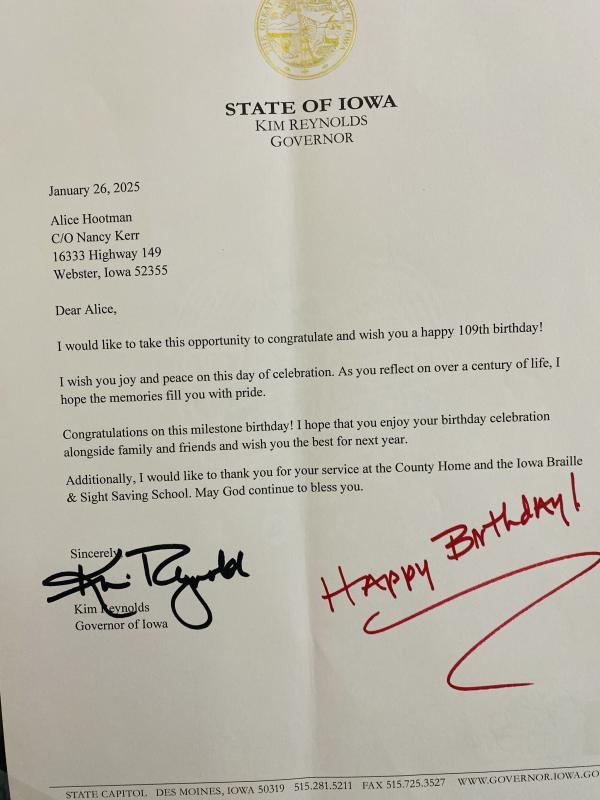 STATE OF IOWA
KIM REYNOLDS
GOVERNOR
January 26, 2025
Alice Hootman
C/O Nancy Kerr
16333 Highway 149
Webster, Iowa 52355
Dear Alice,
I would like to take this opportunity to congratulate and wish you a happy 109th birthday!
I wish you joy and peace on this day of celebration. As you reflect on over a century of life, I
hope the memories fill you with pride.
Congratulations on this milestone birthday! I hope that you enjoy your birthday celebration
alongside family and friends and wish you the best for next year.
Additionally, I would like to thank you for your service at the County Home and the Iowa Braille
& Sight Saving School. May God continue to bless you.
Sincerely
Kim Reynolds
Kim Reynolds
Governor of Iowa
Happy Birthday!
STATE CAPITOL DES MOINES, IOWA 50319 515.281.5211 FAX 515.725.3527 WWW.GOVERNOR.IOWA.GO